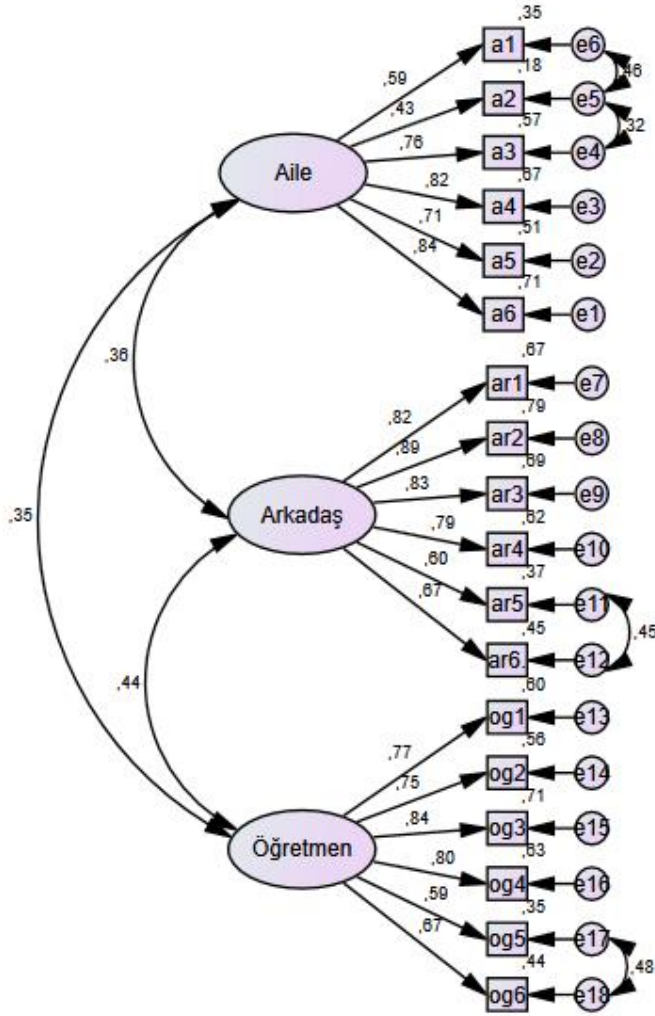 ,35
a1
e6
,59
,46
,18
a2
e5
,43
,57
,32
a3
e4
,76
,67
Aile
a4
e3
,82
,51
a5
e2
,71
,71
a6
e1
,84
,36
,67
ar1
e7
,82
,79
ar2
e8
,89
,69
ar3
e9
,83
,62
Arkadaş
,35
ar4
e10
,79
,37
ar5
e11
,60
,45
,45
ar6.
e12
,67
,44
,60
og1
e13
,77
,56
og2
e14
,75
,71
og3
e15
,84
,63
Öğretmen
og4
e16
,80
,35
og5
e17
,59
,44
,48
og6
e18
,67